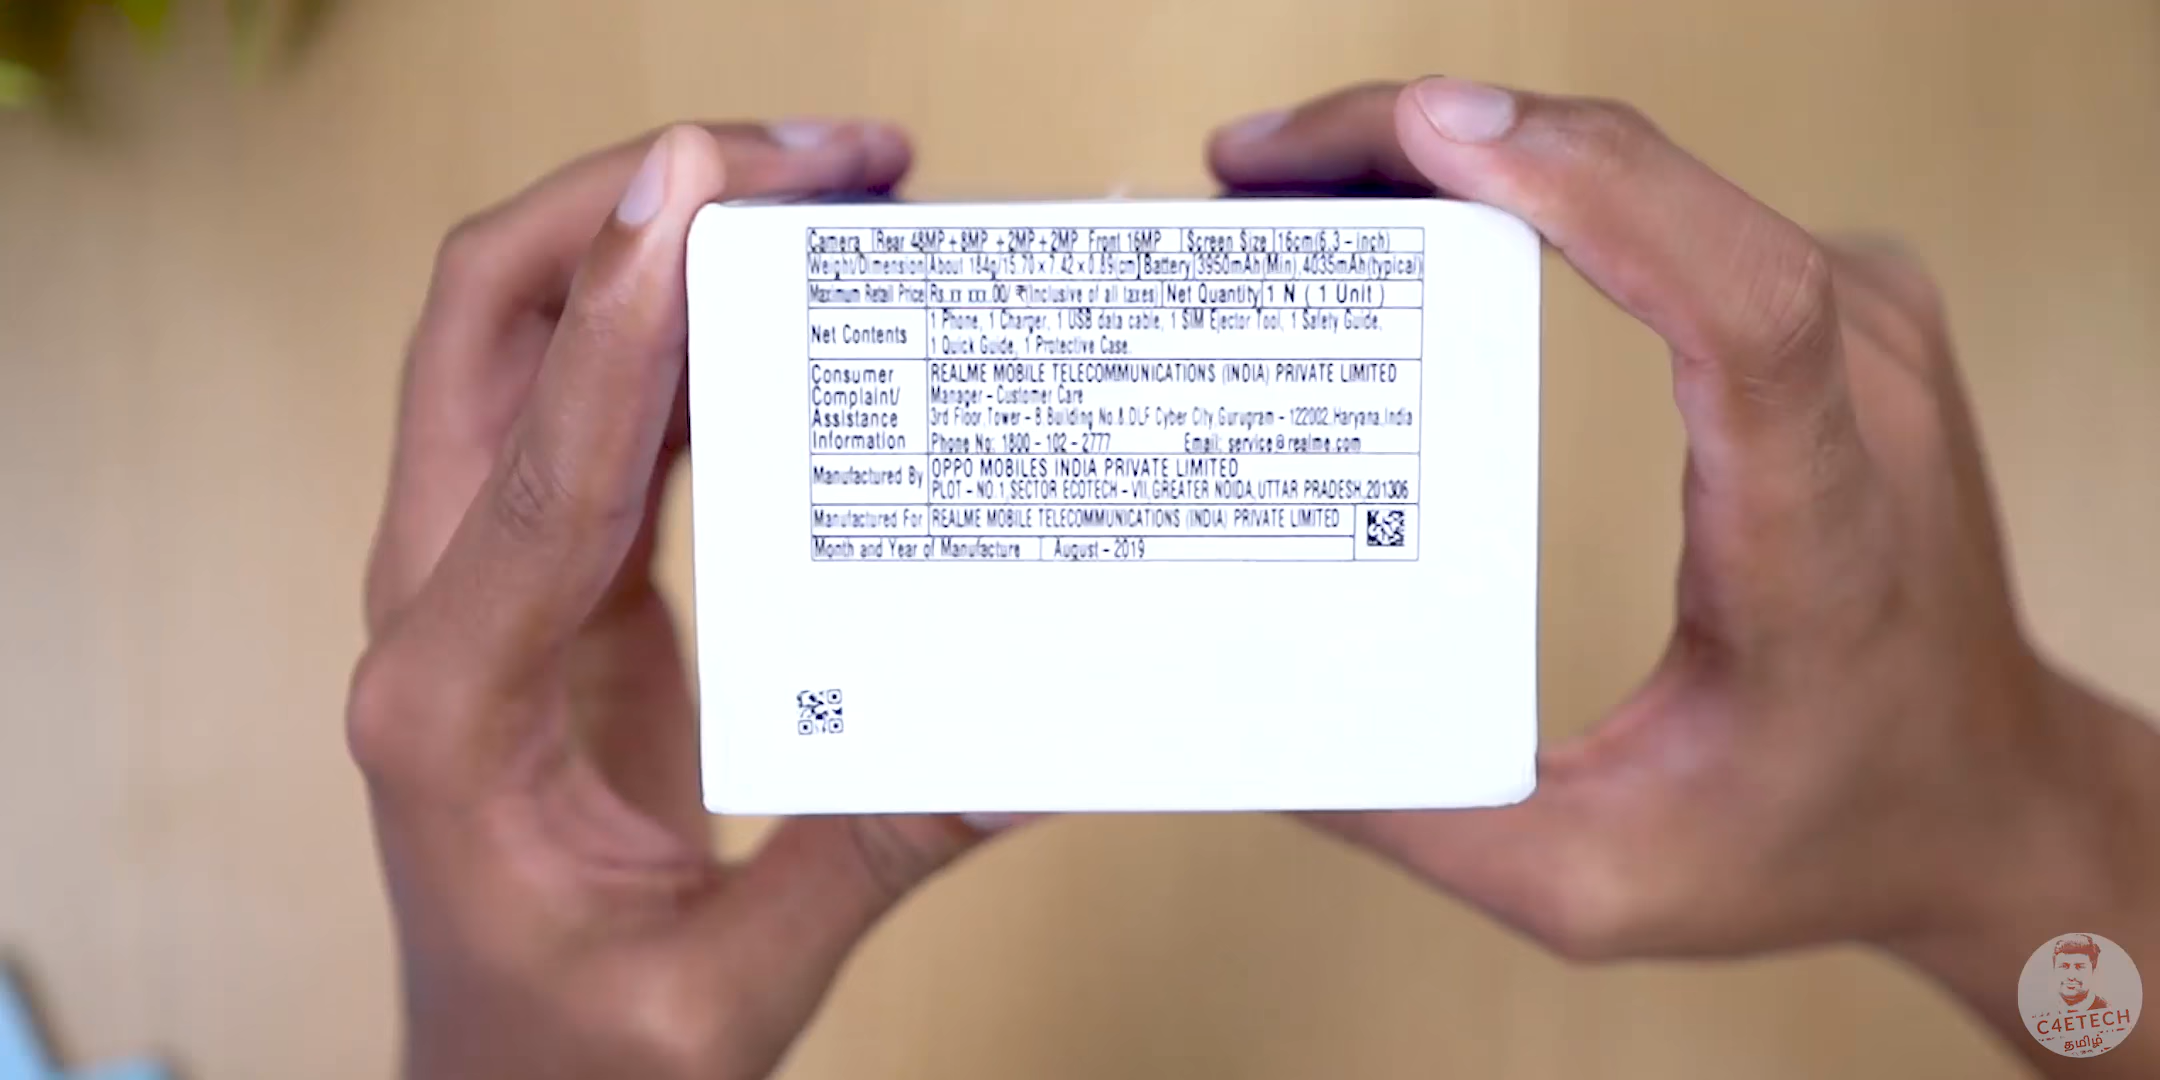 Camera Rear 48MP + 8MP + 2MP + 2MP Front 16MP Screen Size 16cm(6.3 - inch)
Weight/Dimension About 184g/15.70 x 7.42 x 0.89(cm) Battery 3950mAh(Min), 4035mAh(typical)
Maximum Retail Price Rs.xx xxx.00/ ₹(Inclusive of all taxes) Net Quantity 1 N ( 1 Unit )
Net Contents
1 Phone, 1 Charger, 1 USB data cable, 1 SIM Ejector Tool, 1 Safety Guide,
1 Quick Guide, 1 Protective Case.
Consumer
Complaint/
Assistance
Information
REALME MOBILE TELECOMMUNICATIONS (INDIA) PRIVATE LIMITED
Manager - Customer Care
3rd Floor,Tower - B Building No.8 DLF Cyber City Gurugram - 122002,Haryana,India
Phone No: 1800 - 102 - 2777 Email: service@realme.com
Manufactured By
OPPO MOBILES INDIA PRIVATE LIMITED
PLOT - NO.1,SECTOR ECOTECH - VII,GREATER NOIDA,UTTAR PRADESH,201306
Manufactured For REALME MOBILE TELECOMMUNICATIONS (INDIA) PRIVATE LIMITED
Month and Year of Manufacture August - 2019
C4ETECH
தமிழ்